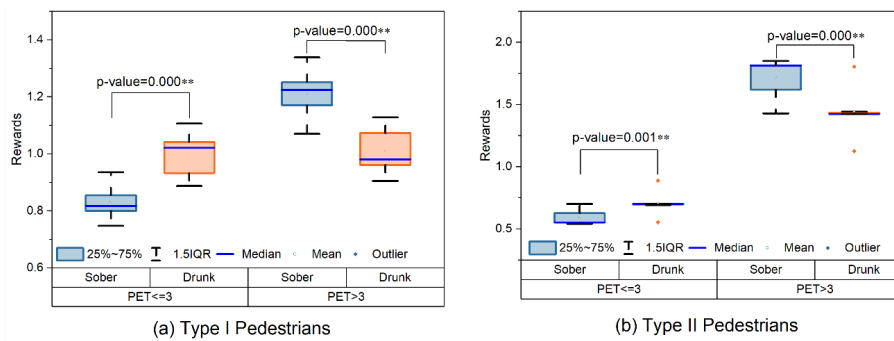 1.4
1.2
1.0
0.8
0.6
Rewards
p-value=0.000**
p-value=0.000**
25%~75% 1.5IQR Median Mean Outlier
Sober Drunk Sober Drunk
PET<=3 PET>3
(a) Type I Pedestrians
2.0
1.5
1.0
0.5
0.0
Rewards
p-value=0.000**
p-value=0.001**
25%~75% 1.5IQR Median Mean Outlier
Sober Drunk Sober Drunk
PET<=3 PET>3
(b) Type II Pedestrians